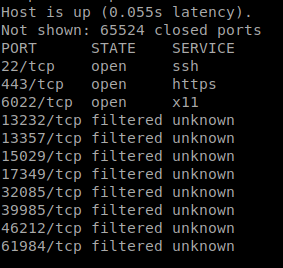 Host is up (0.055s latency).
Not shown: 65524 closed ports
PORT      STATE    SERVICE
22/tcp    open     ssh
443/tcp   open     https
6022/tcp  open     x11
13232/tcp filtered unknown
13357/tcp filtered unknown
15029/tcp filtered unknown
17349/tcp filtered unknown
32085/tcp filtered unknown
39985/tcp filtered unknown
46212/tcp filtered unknown
61984/tcp filtered unknown